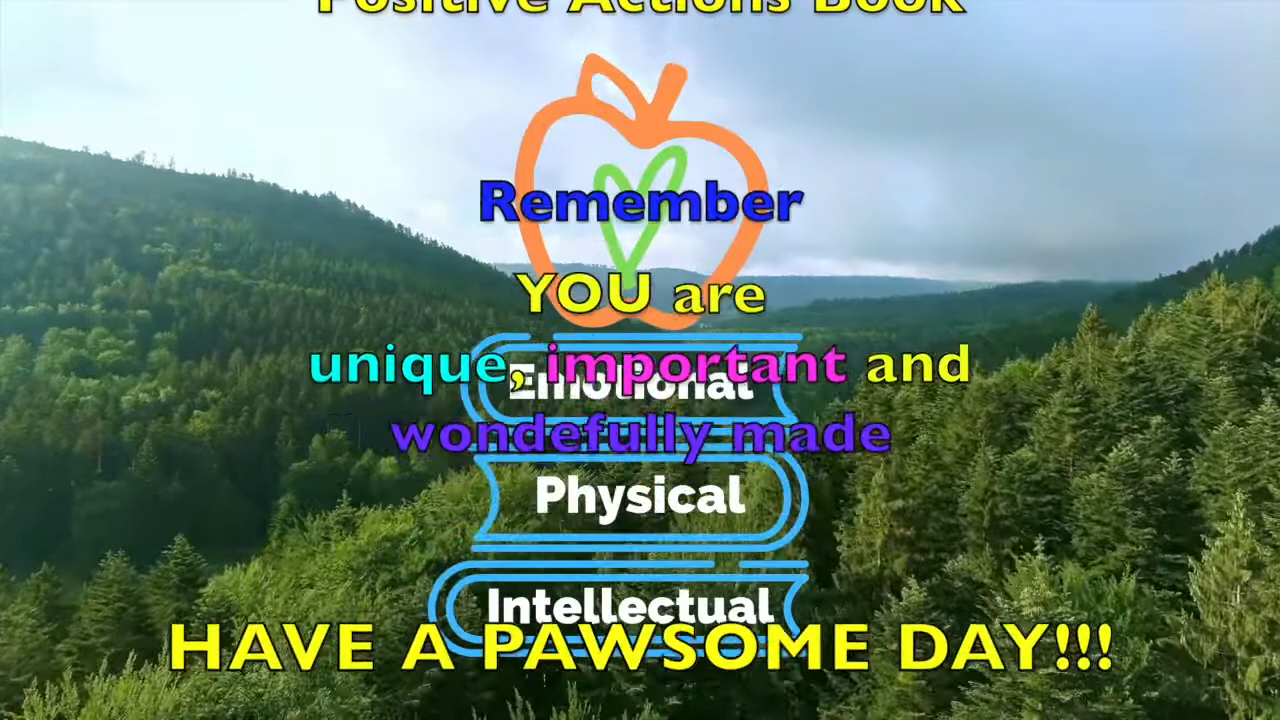 Positive Actions Book
Remember
YOU are
unique, important and
Emotional
wondefully made
Physical
Intellectual
HAVE A PAWSOME DAY!!!